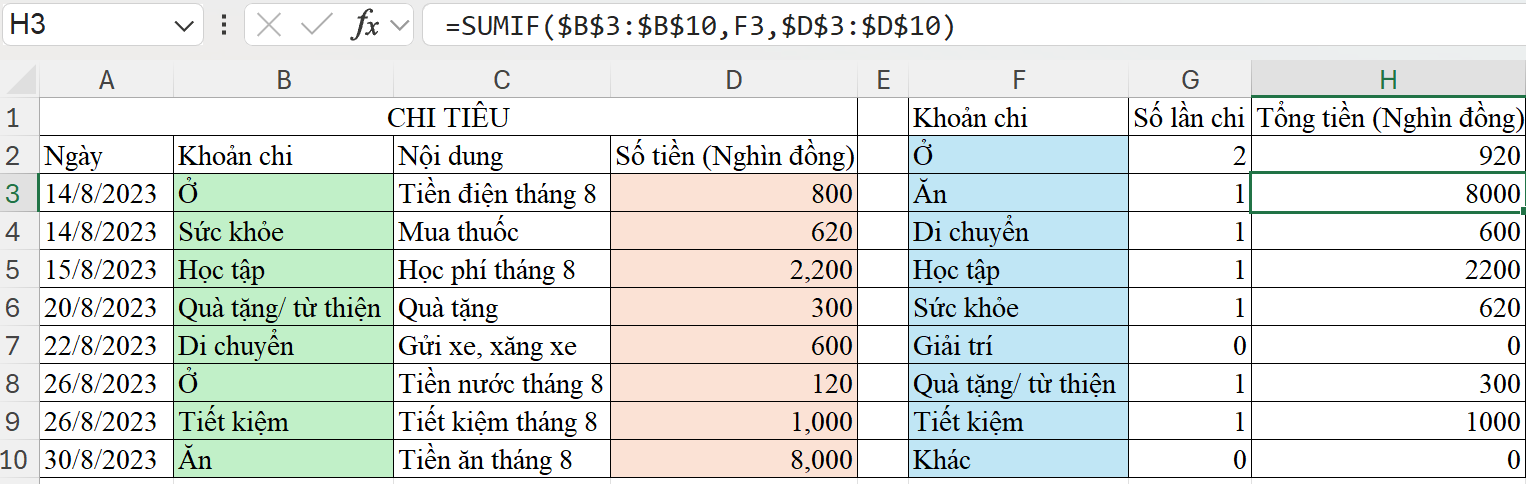 H3 fx =SUMIF($B$3:$B$10,F3,$D$3:$D$10)
A B C D E F G H
1 CHI TIÊU Khoản chi Số lần chi Tổng tiền (Nghìn đồng)
2 Ngày Khoản chi Nội dung Số tiền (Nghìn đồng) Ở 2 920
3 14/8/2023 Ở Tiền điện tháng 8 800 Ăn 1 8000
4 14/8/2023 Sức khỏe Mua thuốc 620 Di chuyển 1 600
5 15/8/2023 Học tập Học phí tháng 8 2,200 Học tập 1 2200
6 20/8/2023 Quà tặng/ từ thiện Quà tặng 300 Sức khỏe 1 620
7 22/8/2023 Di chuyển Gửi xe, xăng xe 600 Giải trí 0 0
8 26/8/2023 Ở Tiền nước tháng 8 120 Quà tặng/ từ thiện 1 300
9 26/8/2023 Tiết kiệm Tiết kiệm tháng 8 1,000 Tiết kiệm 1 1000
10 30/8/2023 Ăn Tiền ăn tháng 8 8,000 Khác 0 0